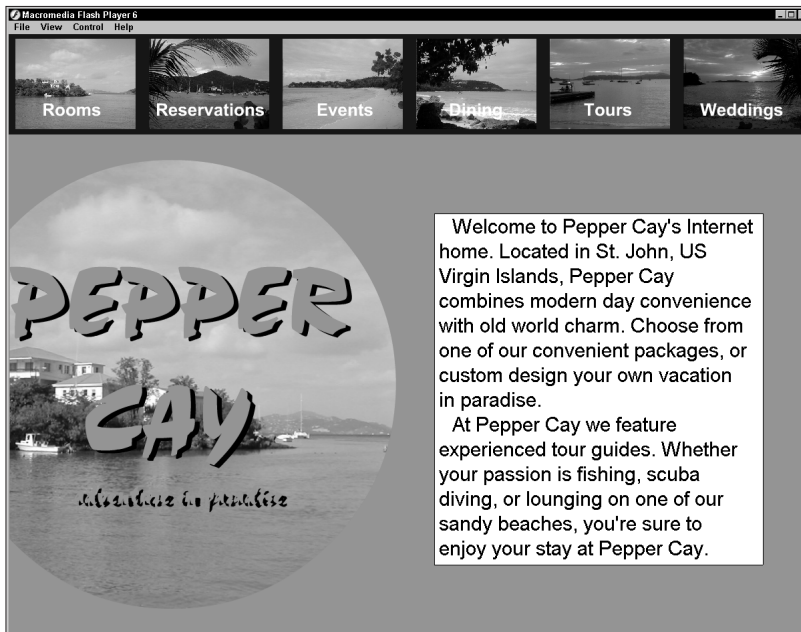 Macromedia Flash Player 6
File View Control Help
Rooms Reservations Events Dining Tours Weddings
PEPPER
CAY
adventure in paradise
Welcome to Pepper Cay's Internet
home. Located in St. John, US
Virgin Islands, Pepper Cay
combines modern day convenience
with old world charm. Choose from
one of our convenient packages, or
custom design your own vacation
in paradise.
At Pepper Cay we feature
experienced tour guides. Whether
your passion is fishing, scuba
diving, or lounging on one of our
sandy beaches, you're sure to
enjoy your stay at Pepper Cay.